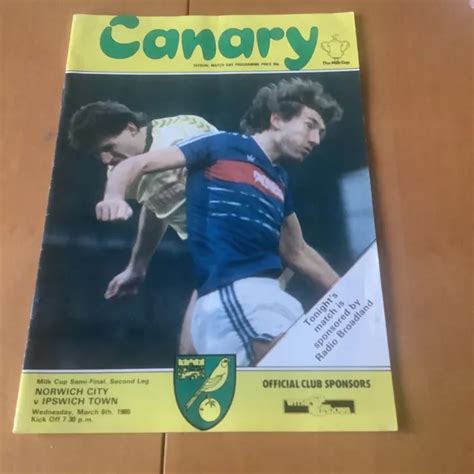 Canary
OFFICIAL MATCH DAY PROGRAMME PRICE
The Milk Cup
Tonight's
match is
sponsored by
Radio Broadland
Milk Cup Semi-Final, Second Leg
NORWICH CITY
v IPSWICH TOWN
Wednesday, March 6th, 1985
Kick Off 7.30 p.m.
OFFICIAL CLUB SPONSORS